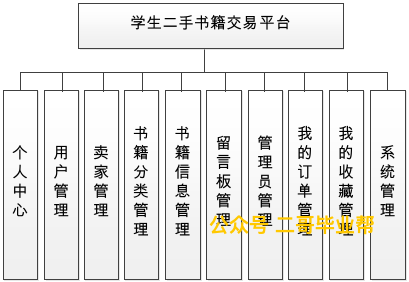 学生二手书籍交易平台
个人中心
用户管理
卖家管理
书籍分类管理
书籍信息管理
留言板管理
管理员管理
我的订单管理
我的收藏管理
系统管理
公众号 二哥毕业帮